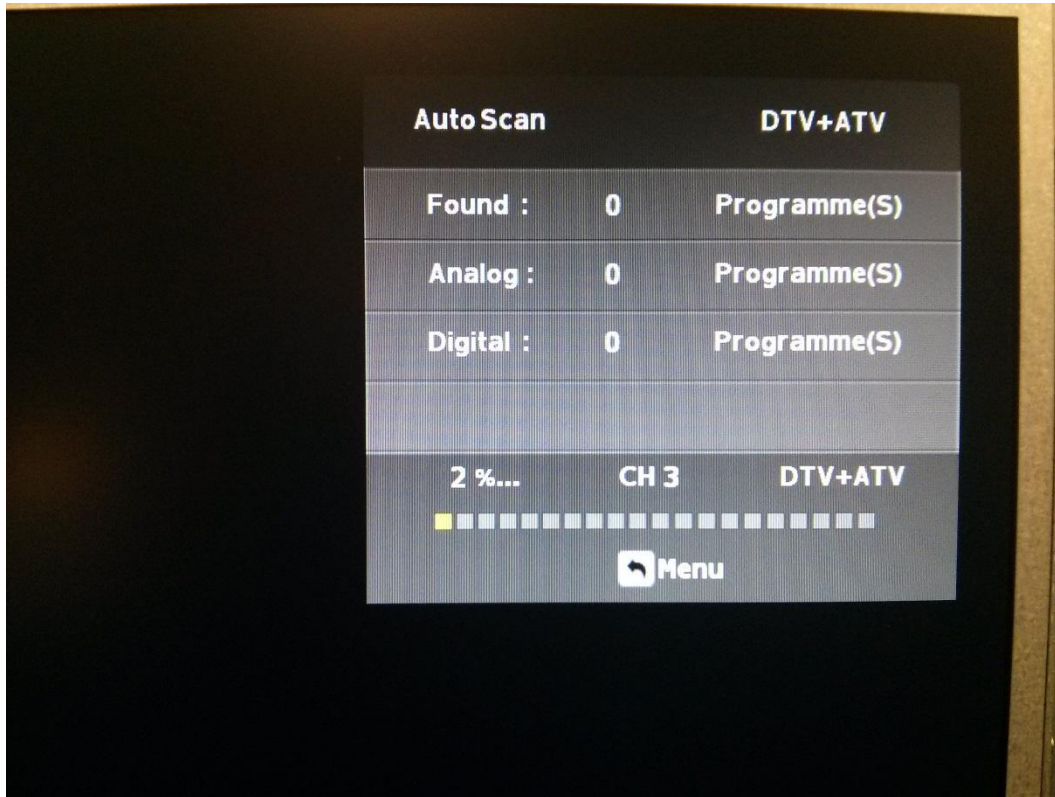 Auto Scan DTV+ATV
Found : 0 Programme(S)
Analog : 0 Programme(S)
Digital : 0 Programme(S)
2 %... CH 3 DTV+ATV
Menu